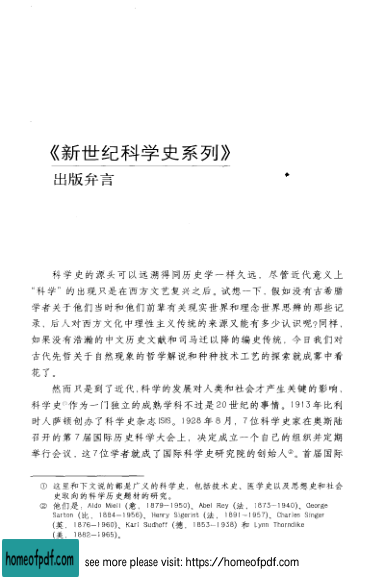 《新世纪科学史系列》
出版弁言
科学史的源头可以远溯得同历史学一样久远，尽管近代意义上
“科学”的出现只是在西方文艺复兴之后。试想一下，假如没有古希腊
学者关于他们当时和他们前辈有关现实世界和理念世界思辨的那些记
录，后人对西方文化中理性主义传统的来源又能有多少认识呢?同样，
如果没有浩瀚的中文历史文献和司马迁以降的编史传统，今日我们对
古代先哲关于自然现象的哲学解说和种种技术工艺的探索就成雾中看
花了。
然而只是到了近代，科学的发展对人类和社会才产生关键的影响，
科学史①作为一门独立的成熟学科不过是20世纪的事情。1913年比利
时人萨顿创办了科学史杂志ISIS。1928年8月，7位科学史家在奥斯陆
召开的第7届国际历史科学大会上，决定成立一个自己的组织并定期
举行会议，这7位学者就成了国际科学史研究院的创始人②。首届国际
① 这里和下文说的都是广义的科学史，包括技术史、医学史以及思想史和社会
史取向的科学历史题材的研究。
② 他们是：Aldo Mieli (意，1879—1950)、Abel Rey (法，1873—1940)、George
Sarton (比，1884—1956)、Henry Sigerist (法，1891—1957)、Charles Singer
(英，1876—1960)、Karl Sudhoff (德，1853—1938) 和 Lynn Thorndike
(美，1882—1965)。
homeofpdf.com
see more please visit: https://homeofpdf.com